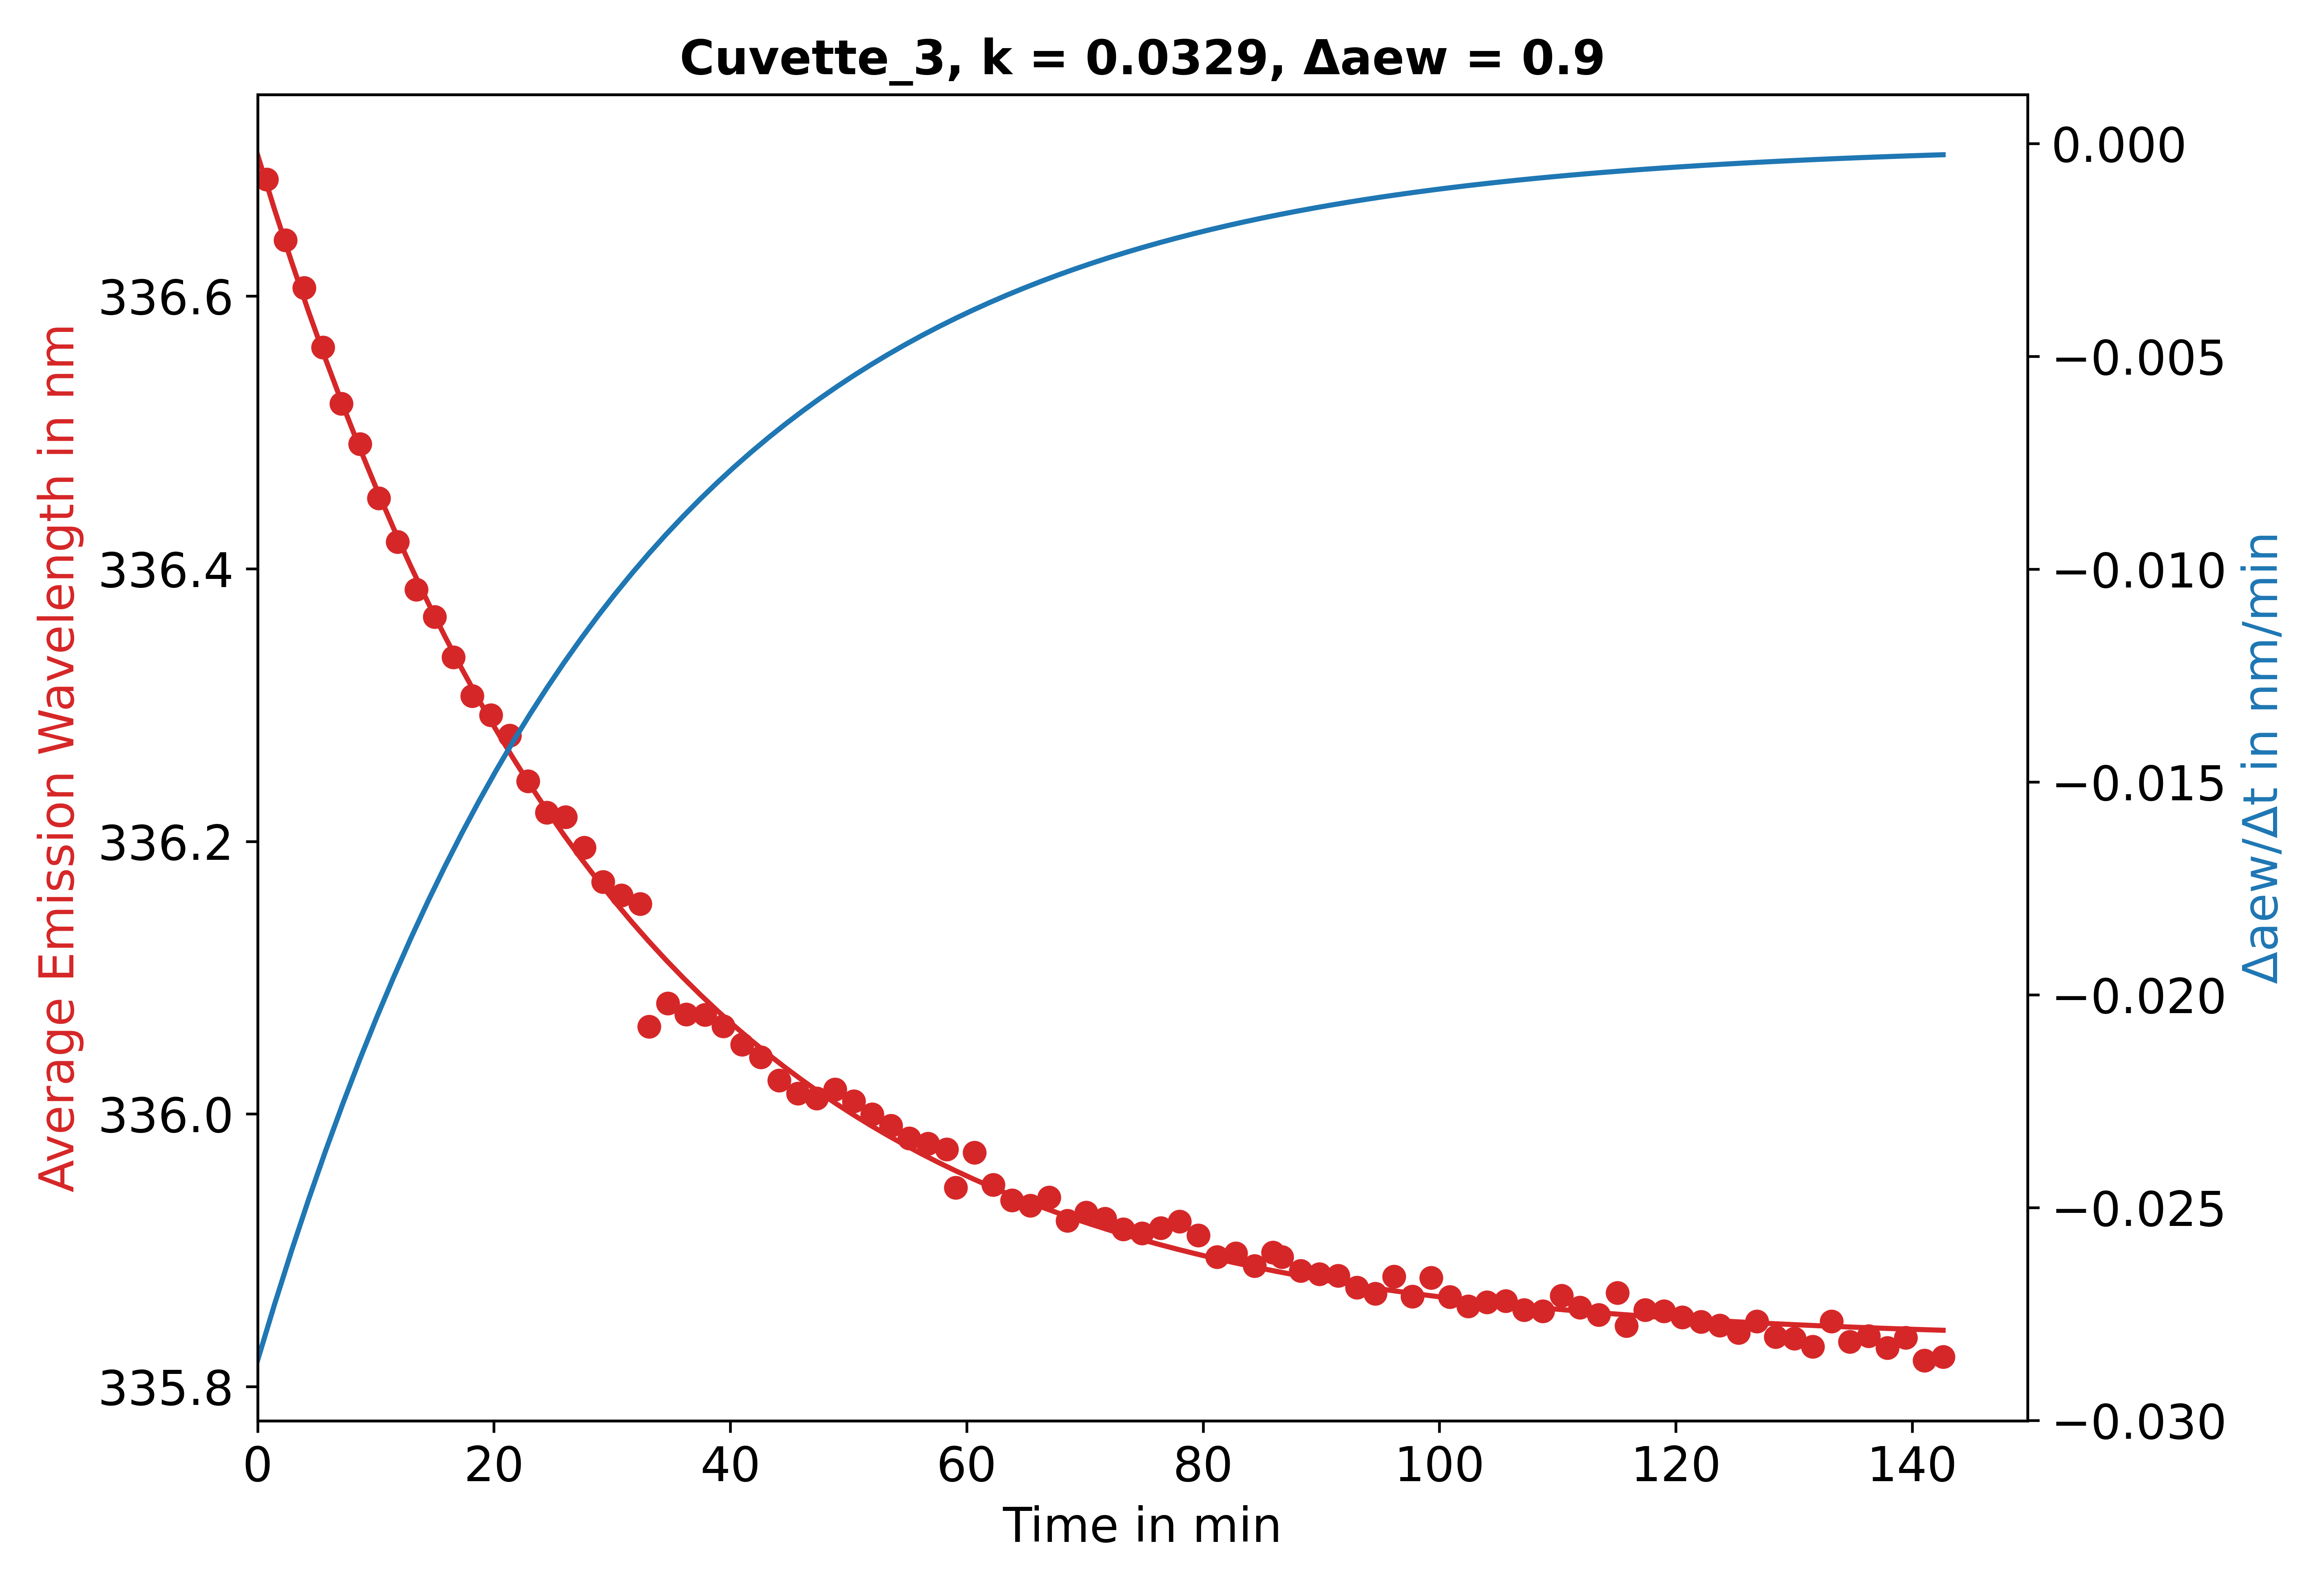 Cuvette_3, k = 0.0329, Δaew = 0.9
Average Emission Wavelength in nm
336.6
336.4
336.2
336.0
335.8
0.000
−0.005
−0.010
−0.015
−0.020
−0.025
−0.030
Δaew/Δt in nm/min
0 20 40 60 80 100 120 140
Time in min